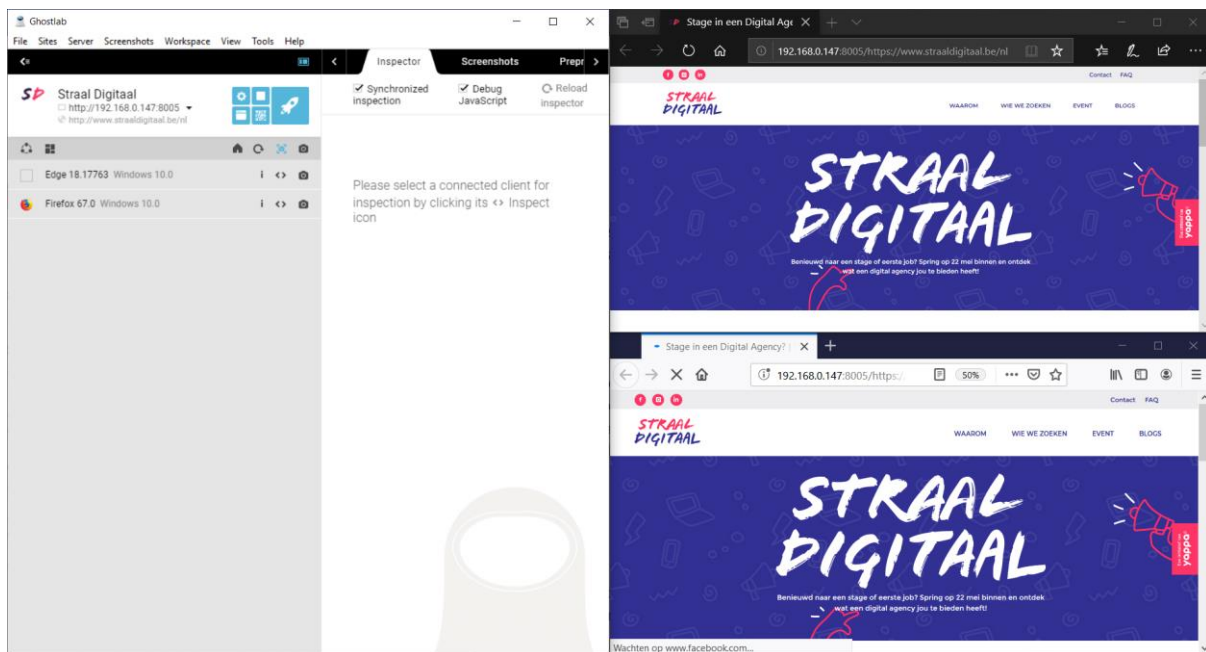 Ghostlab
File Sites Server Screenshots Workspace View Tools Help
Inspector Screenshots Prepr
Straal Digitaal
http://192.168.0.147:8005
http://www.straaldigitaal.be/nl
Synchronized inspection
Debug JavaScript
Reload inspector
Edge 18.17763 Windows 10.0
Firefox 67.0 Windows 10.0
Please select a connected client for
inspection by clicking its <> Inspect
icon
Stage in een Digital Age
192.168.0.147:8005/https://www.straaldigitaal.be/nl
Contact FAQ
STRAAL
DIGITAAL
WAAROM WIE WE ZOEKEN EVENT BLOGS
STRAAL
DIGITAAL
Benieuwd naar een stage of eerste job? Spring op 22 mei binnen en ontdek
wat een digital agency jou te bieden heeft!
yappa
Stage in een Digital Agency? |
192.168.0.147:8005/https:/
50%
Contact FAQ
STRAAL
DIGITAAL
WAAROM WIE WE ZOEKEN EVENT BLOGS
STRAAL
DIGITAAL
Benieuwd naar een stage of eerste job? Spring op 22 mei binnen en ontdek
wat een digital agency jou te bieden heeft!
yappa
Wachten op www.facebook.com...